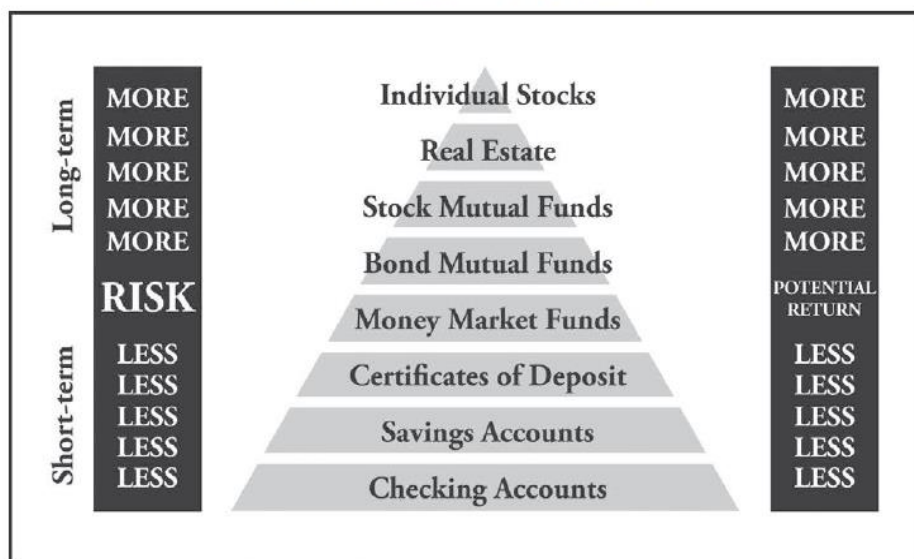 Long-term
Short-term
MORE
MORE
MORE
MORE
MORE
RISK
LESS
LESS
LESS
LESS
LESS
Individual Stocks
Real Estate
Stock Mutual Funds
Bond Mutual Funds
Money Market Funds
Certificates of Deposit
Savings Accounts
Checking Accounts
MORE
MORE
MORE
MORE
MORE
POTENTIAL
RETURN
LESS
LESS
LESS
LESS
LESS